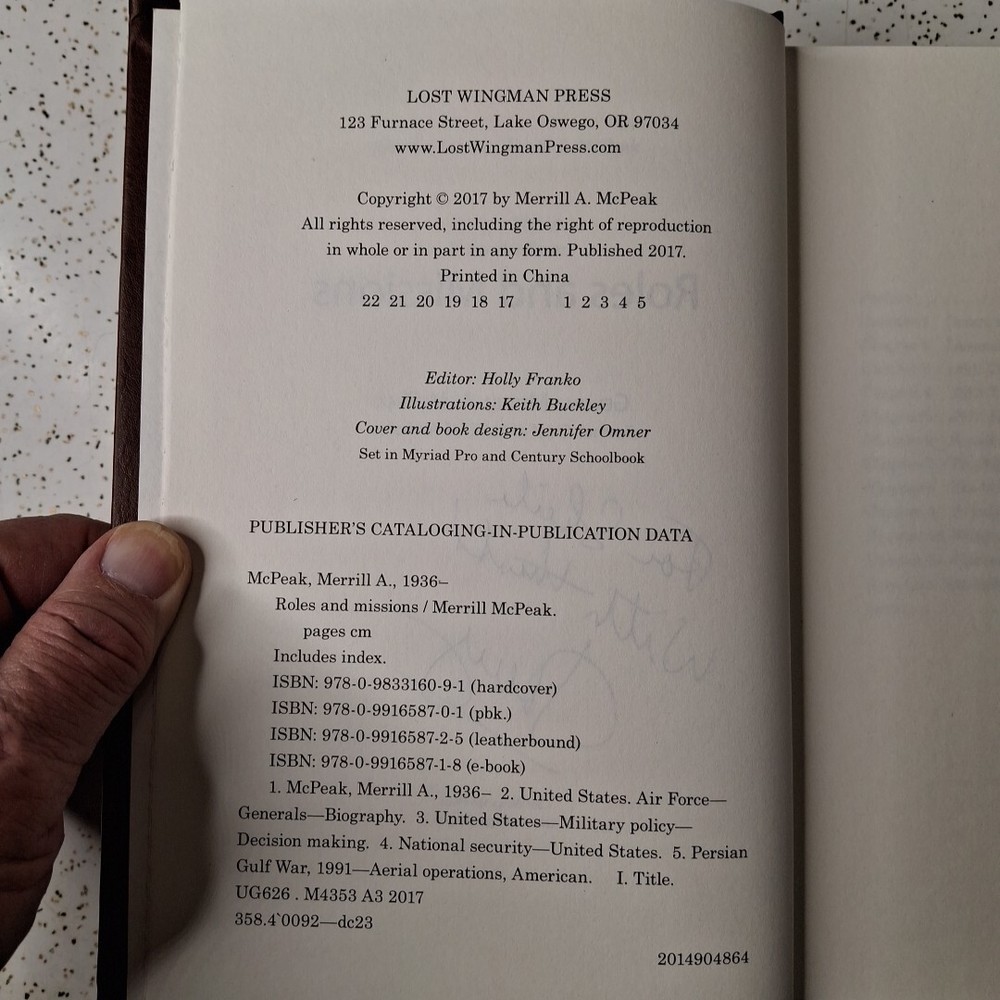 LOST WINGMAN PRESS
123 Furnace Street, Lake Oswego, OR 97034
www.LostWingmanPress.com
Copyright © 2017 by Merrill A. McPeak
All rights reserved, including the right of reproduction
in whole or in part in any form. Published 2017.
Printed in China
22 21 20 19 18 17 1 2 3 4 5
Editor: Holly Franko
Illustrations: Keith Buckley
Cover and book design: Jennifer Omner
Set in Myriad Pro and Century Schoolbook
PUBLISHER'S CATALOGING-IN-PUBLICATION DATA
McPeak, Merrill A., 1936–
Roles and missions / Merrill McPeak.
pages cm
Includes index.
ISBN: 978-0-9833160-9-1 (hardcover)
ISBN: 978-0-9916587-0-1 (pbk.)
ISBN: 978-0-9916587-2-5 (leatherbound)
ISBN: 978-0-9916587-1-8 (e-book)
1. McPeak, Merrill A., 1936– 2. United States. Air Force—
Generals—Biography. 3. United States—Military policy—
Decision making. 4. National security—United States. 5. Persian
Gulf War, 1991—Aerial operations, American. I. Title.
UG626 . M4353 A3 2017
358.4`0092—dc23
2014904864